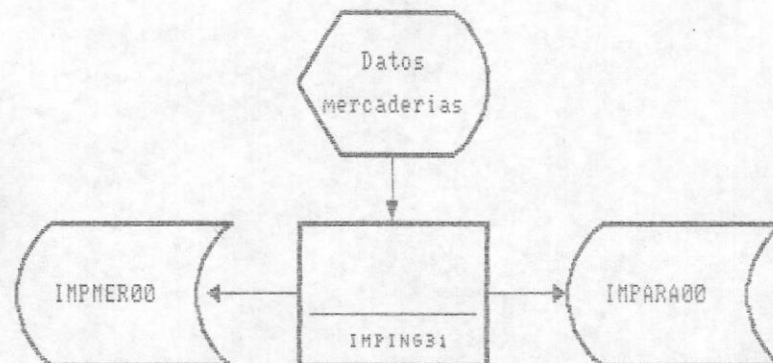 Datos
mercaderias
IMPMER00
IMPING31
IMPARA00